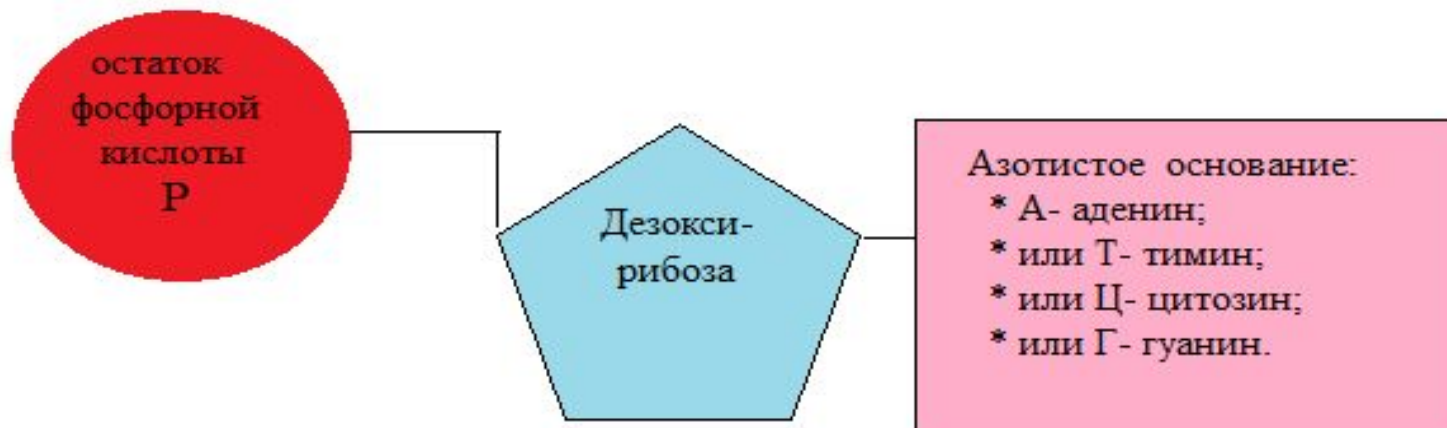 остаток
фосфорной
кислоты
Р
Дезокси-
рибоза
Азотистое основание:
* А- аденин;
* или Т- тимин;
* или Ц- цитозин;
* или Г- гуанин.